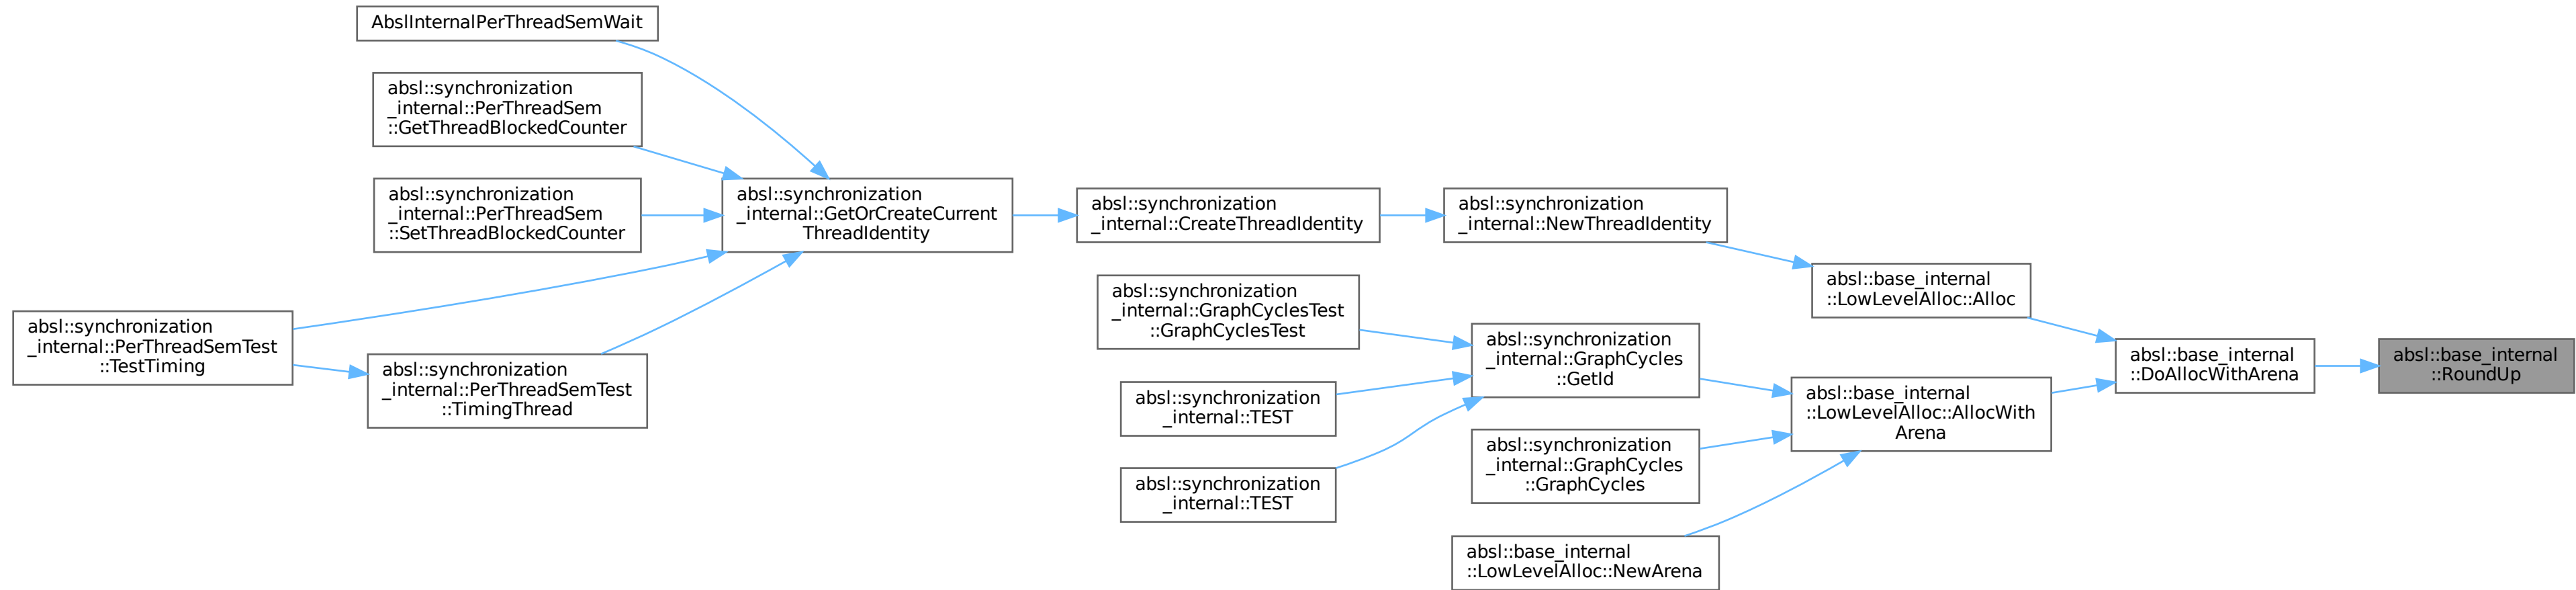 AbslInternalPerThreadSemWait
absl::synchronization
_internal::PerThreadSem
::GetThreadBlockedCounter
absl::synchronization
_internal::PerThreadSem
::SetThreadBlockedCounter
absl::synchronization
_internal::PerThreadSemTest
::TestTiming
absl::synchronization
_internal::PerThreadSemTest
::TimingThread
absl::synchronization
_internal::GetOrCreateCurrent
ThreadIdentity
absl::synchronization
_internal::CreateThreadIdentity
absl::synchronization
_internal::GraphCyclesTest
::GraphCyclesTest
absl::synchronization
_internal::TEST
absl::synchronization
_internal::TEST
absl::synchronization
_internal::NewThreadIdentity
absl::synchronization
_internal::GraphCycles
::GetId
absl::synchronization
_internal::GraphCycles
::GraphCycles
absl::base_internal
::LowLevelAlloc::NewArena
absl::base_internal
::LowLevelAlloc::Alloc
absl::base_internal
::LowLevelAlloc::AllocWith
Arena
absl::base_internal
::DoAllocWithArena
absl::base_internal
::RoundUp